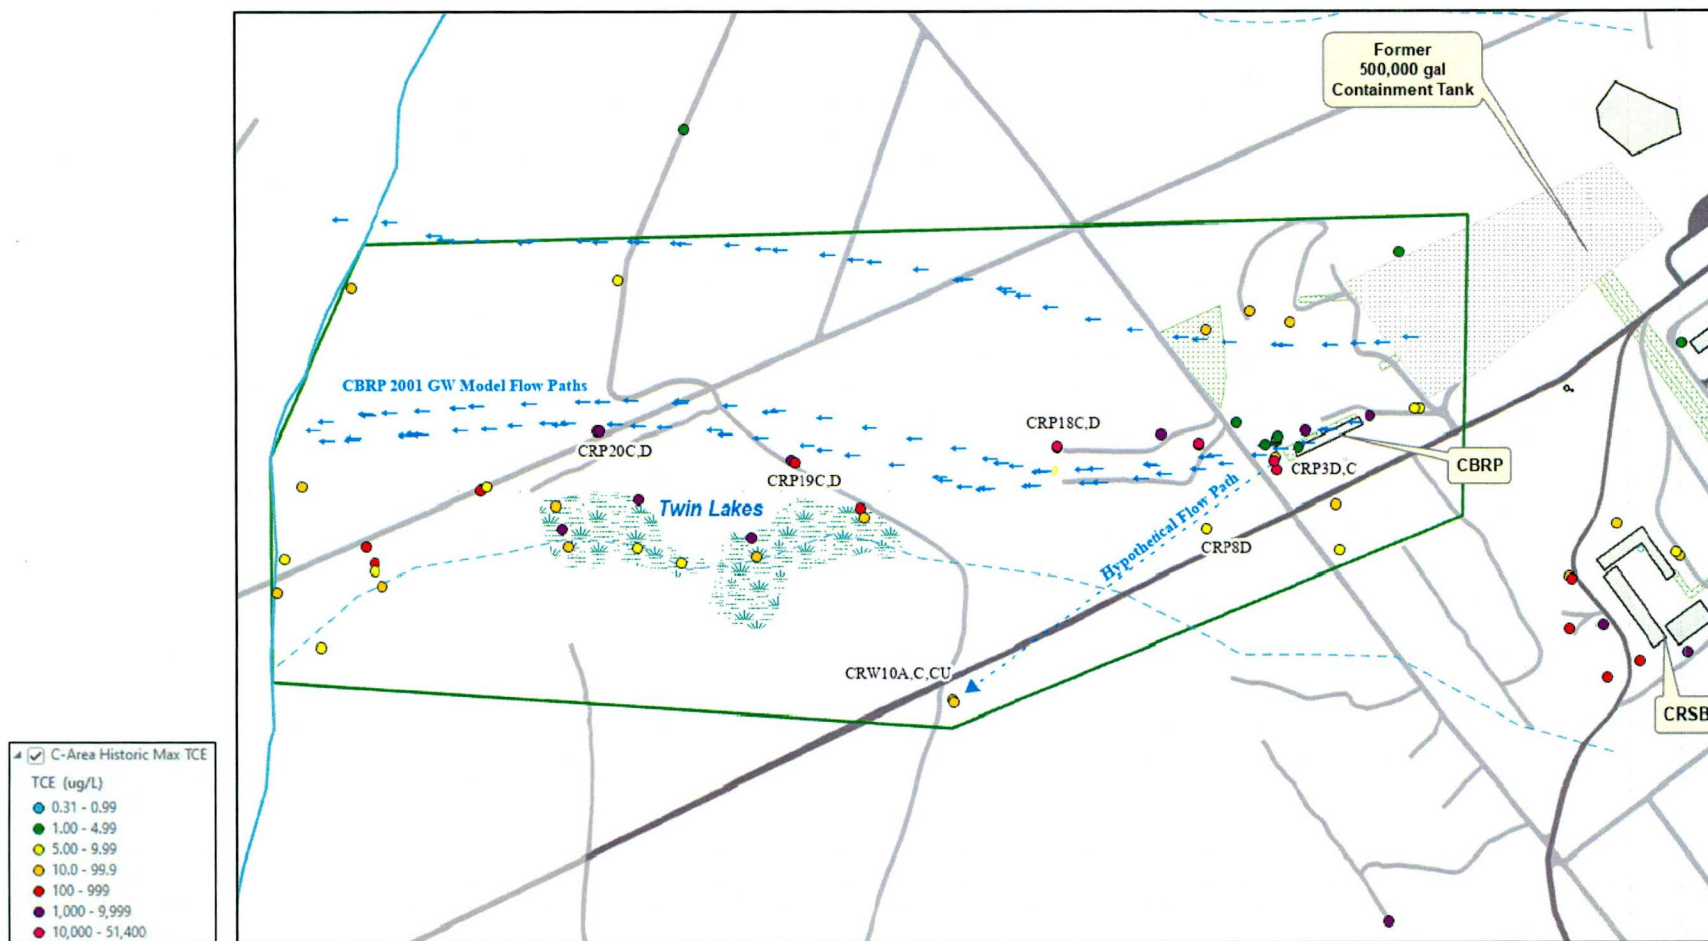 Former
500,000 gal
Containment Tank
CBRP 2001 GW Model Flow Paths
CRP20C,D
CRP19C,D
CRP18C,D
CRP3D,C
CBRP
Twin Lakes
Hypothetical Flow Path
CRP8D
CRW10A,C,CU
CRSB
C-Area Historic Max TCE
TCE (ug/L)
0.31 - 0.99
1.00 - 4.99
5.00 - 9.99
10.0 - 99.9
100 - 999
1,000 - 9,999
10,000 - 51,400